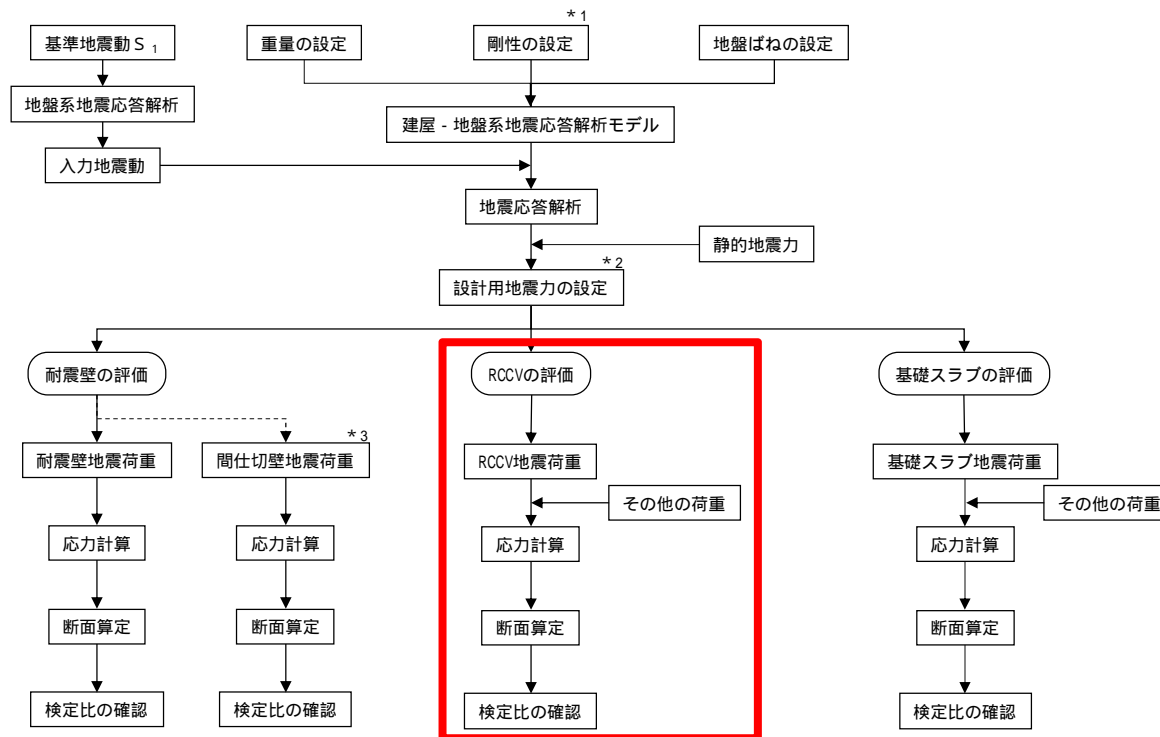 *1
基準地震動S₁
重量の設定
剛性の設定
地盤ばねの設定
地盤系地震応答解析
建屋-地盤系地震応答解析モデル
入力地震動
地震応答解析
静的地震力
*2
設計用地震力の設定
耐震壁の評価
RCCVの評価
基礎スラブの評価
*3
耐震壁地震荷重
間仕切壁地震荷重
RCCV地震荷重
基礎スラブ地震荷重
その他の荷重
その他の荷重
応力計算
応力計算
応力計算
応力計算
断面算定
断面算定
断面算定
断面算定
検定比の確認
検定比の確認
検定比の確認
検定比の確認